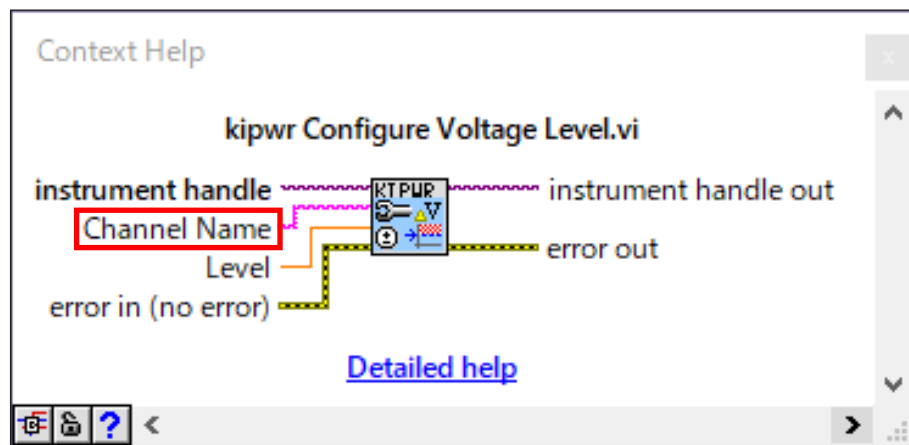 Context Help
x
kipwr Configure Voltage Level.vi
instrument handle
KIPWR
instrument handle out
Channel Name
V
error out
Level
error in (no error)
Detailed help
?